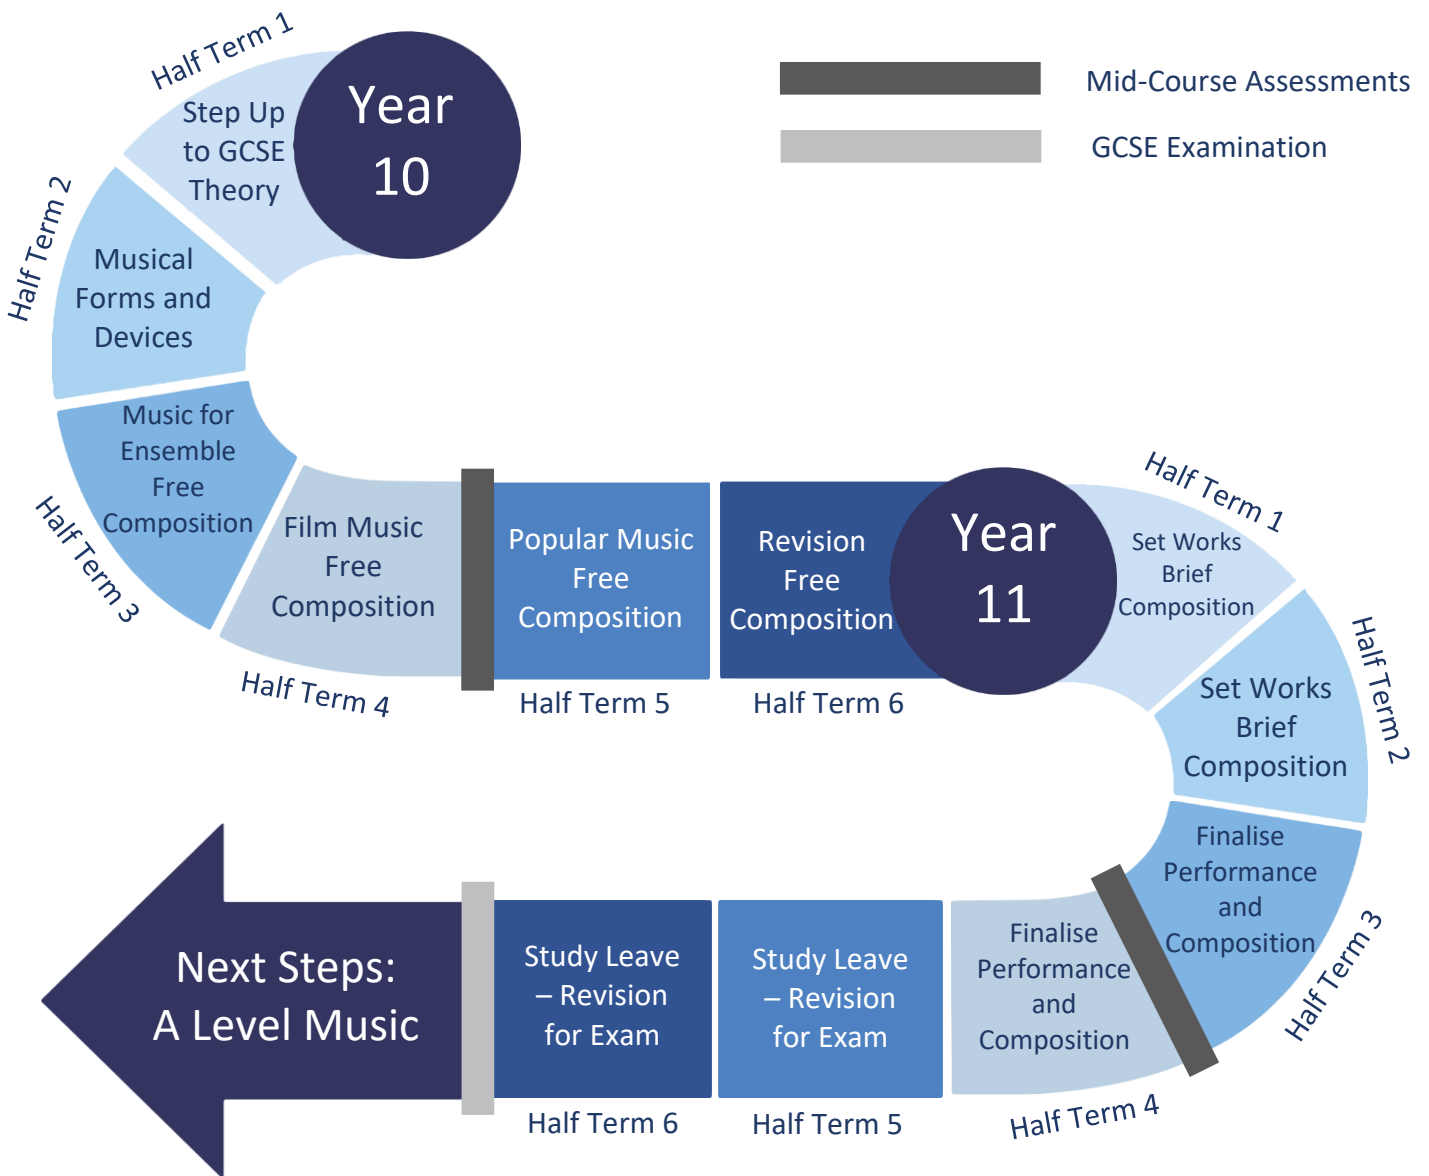 Year
10
Mid-Course Assessments
GCSE Examination
Half Term 1
Step Up
to GCSE
Theory
Half Term 2
Musical
Forms and
Devices
Half Term 3
Music for
Ensemble
Free
Composition
Half Term 4
Film Music
Free
Composition
Popular Music
Free
Composition
Half Term 5
Revision
Free
Composition
Half Term 6
Year
11
Half Term 1
Set Works
Brief
Composition
Half Term 2
Set Works
Brief
Composition
Half Term 3
Finalise
Performance
and
Composition
Finalise
Performance
and
Composition
Half Term 4
Study Leave
– Revision
for Exam
Half Term 5
Study Leave
– Revision
for Exam
Half Term 6
Next Steps:
A Level Music